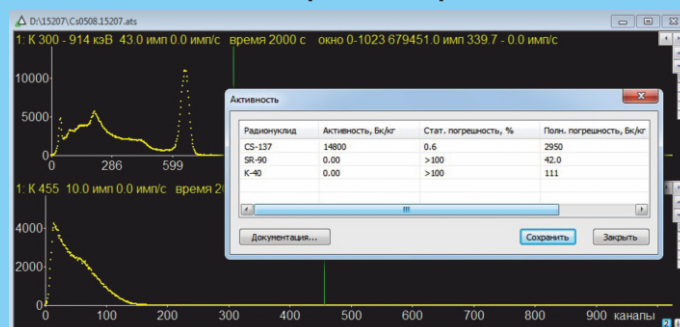 D:\15207\Cs0508.15207.ats
1: К 300 - 914 кэВ 43.0 имп 0.0 имп/с время 2000 с окно 0-1023 679451.0 имп 339.7 - 0.0 имп/с
10000
5000
0
0 286 599
Активность
Радионуклид Активность, Бк/кг Стат. погрешность, % Полн. погрешность, Бк/кг
CS-137 14800 0.6 2950
SR-90 0.00 >100 42.0
K-40 0.00 >100 111
Документация... Сохранить Закрыть
1: К 455 10.0 имп 0.0 имп/с время 20
4000
2000
0
0 100 200 300 400 500 600 700 800 900 каналы
2